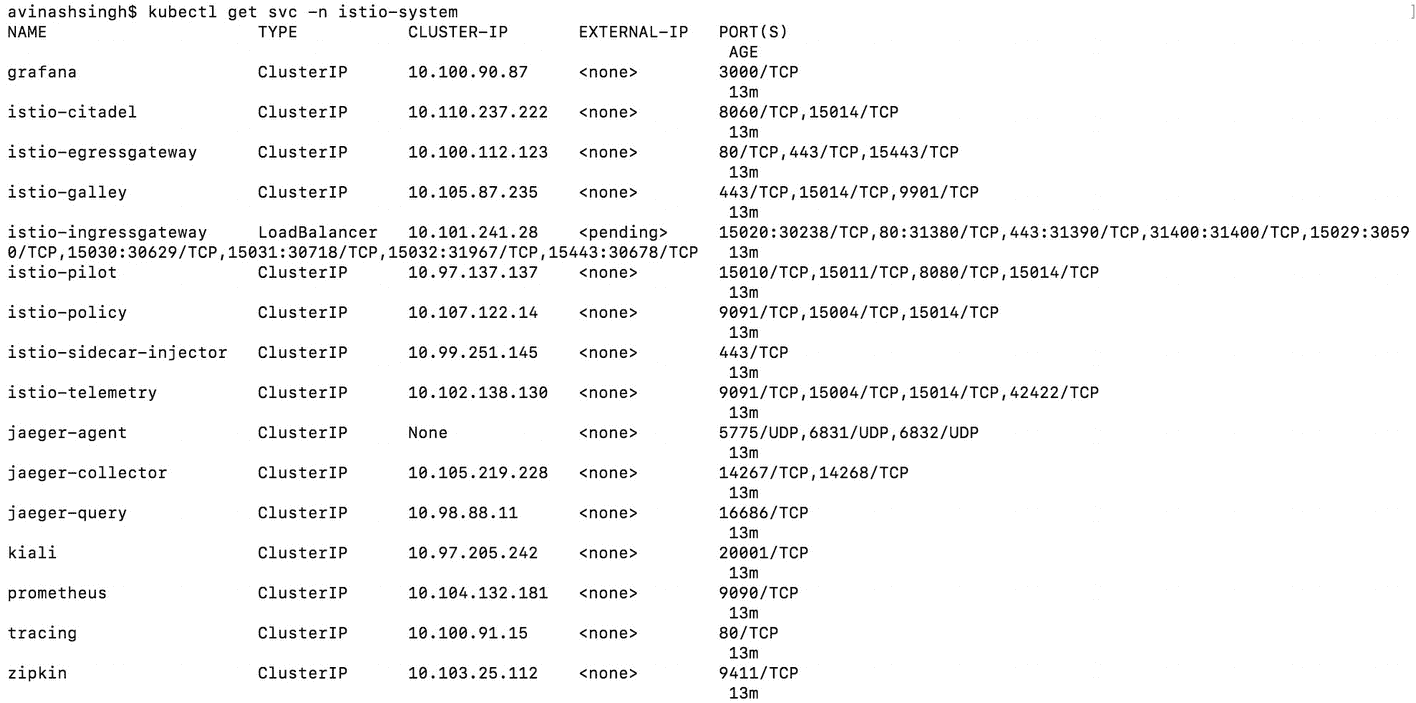 avinashsingh$ kubectl get svc -n istio-system ]
NAME TYPE CLUSTER-IP EXTERNAL-IP PORT(S)
AGE
grafana ClusterIP 10.100.90.87 <none> 3000/TCP
13m
istio-citadel ClusterIP 10.110.237.222 <none> 8060/TCP,15014/TCP
13m
istio-egressgateway ClusterIP 10.100.112.123 <none> 80/TCP,443/TCP,15443/TCP
13m
istio-galley ClusterIP 10.105.87.235 <none> 443/TCP,15014/TCP,9901/TCP
13m
istio-ingressgateway LoadBalancer 10.101.241.28 <pending> 15020:30238/TCP,80:31380/TCP,443:31390/TCP,31400:31400/TCP,15029:3059
0/TCP,15030:30629/TCP,15031:30718/TCP,15032:31967/TCP,15443:30678/TCP 13m
istio-pilot ClusterIP 10.97.137.137 <none> 15010/TCP,15011/TCP,8080/TCP,15014/TCP
13m
istio-policy ClusterIP 10.107.122.14 <none> 9091/TCP,15004/TCP,15014/TCP
13m
istio-sidecar-injector ClusterIP 10.99.251.145 <none> 443/TCP
13m
istio-telemetry ClusterIP 10.102.138.130 <none> 9091/TCP,15004/TCP,15014/TCP,42422/TCP
13m
jaeger-agent ClusterIP None <none> 5775/UDP,6831/UDP,6832/UDP
13m
jaeger-collector ClusterIP 10.105.219.228 <none> 14267/TCP,14268/TCP
13m
jaeger-query ClusterIP 10.98.88.11 <none> 16686/TCP
13m
kiali ClusterIP 10.97.205.242 <none> 20001/TCP
13m
prometheus ClusterIP 10.104.132.181 <none> 9090/TCP
13m
tracing ClusterIP 10.100.91.15 <none> 80/TCP
13m
zipkin ClusterIP 10.103.25.112 <none> 9411/TCP
13m